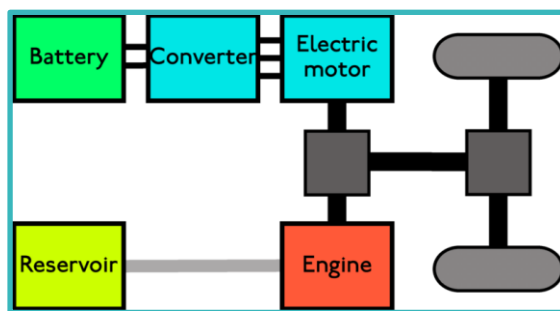 Battery
Converter
Electric
motor
Reservoir
Engine